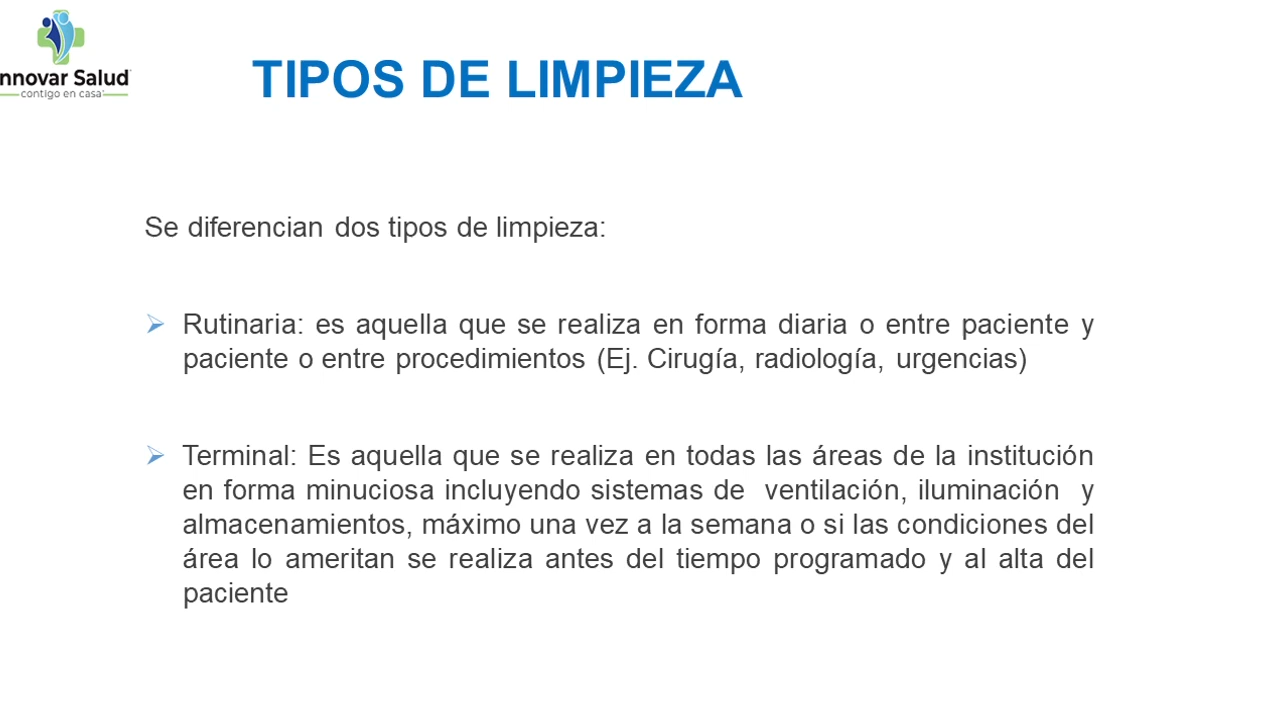 nnovar Salud
contigo en casa
TIPOS DE LIMPIEZA
Se diferencian dos tipos de limpieza:
Rutinaria: es aquella que se realiza en forma diaria o entre paciente y
paciente o entre procedimientos (Ej. Cirugía, radiología, urgencias)
Terminal: Es aquella que se realiza en todas las áreas de la institución
en forma minuciosa incluyendo sistemas de ventilación, iluminación y
almacenamientos, máximo una vez a la semana o si las condiciones del
área lo ameritan se realiza antes del tiempo programado y al alta del
paciente